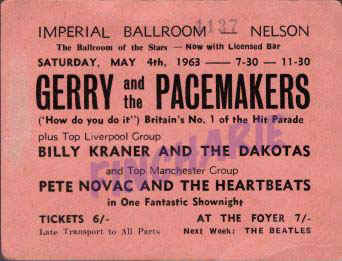 IMPERIAL BALLROOM 1137 NELSON
The Ballroom of the Stars — Now with Licensed Bar
SATURDAY, MAY 4th, 1963 —— 7-30 — 11-30
GERRY and the PACEMAKERS
('How do you do it") Britain's No. 1 of the Hit Parade
plus Top Liverpool Group
BILLY KRANER AND THE DAKOTAS
and Top Manchester Group
PETE NOVAC AND THE HEARTBEATS
in One Fantastic Shownight
TICKETS 6/- AT THE FOYER 7/-
Late Transport to All Parts Next Week: THE BEATLES